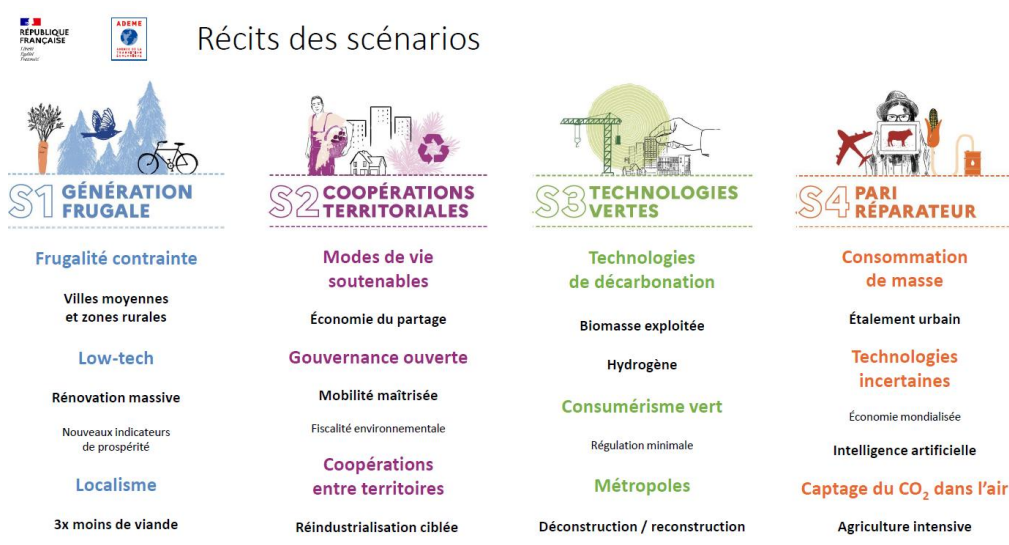 RÉPUBLIQUE
FRANÇAISE
Liberté
Égalité
Fraternité
ADEME
Récits des scénarios
S1 GÉNÉRATION
FRUGALE
Frugalité contrainte
Villes moyennes
et zones rurales
Low-tech
Rénovation massive
Nouveaux indicateurs
de prospérité
Localisme
3x moins de viande
S2 COOPÉRATIONS
TERRITORIALES
Modes de vie
soutenables
Économie du partage
Gouvernance ouverte
Mobilité maîtrisée
Fiscalité environnementale
Coopérations
entre territoires
Réindustrialisation ciblée
S3 TECHNOLOGIES
VERTES
Technologies
de décarbonation
Biomasse exploitée
Hydrogène
Consumérisme vert
Régulation minimale
Métropoles
Déconstruction / reconstruction
S4 PARI
RÉPARATEUR
Consommation
de masse
Étalement urbain
Technologies
incertaines
Économie mondialisée
Intelligence artificielle
Captage du CO₂ dans l’air
Agriculture intensive